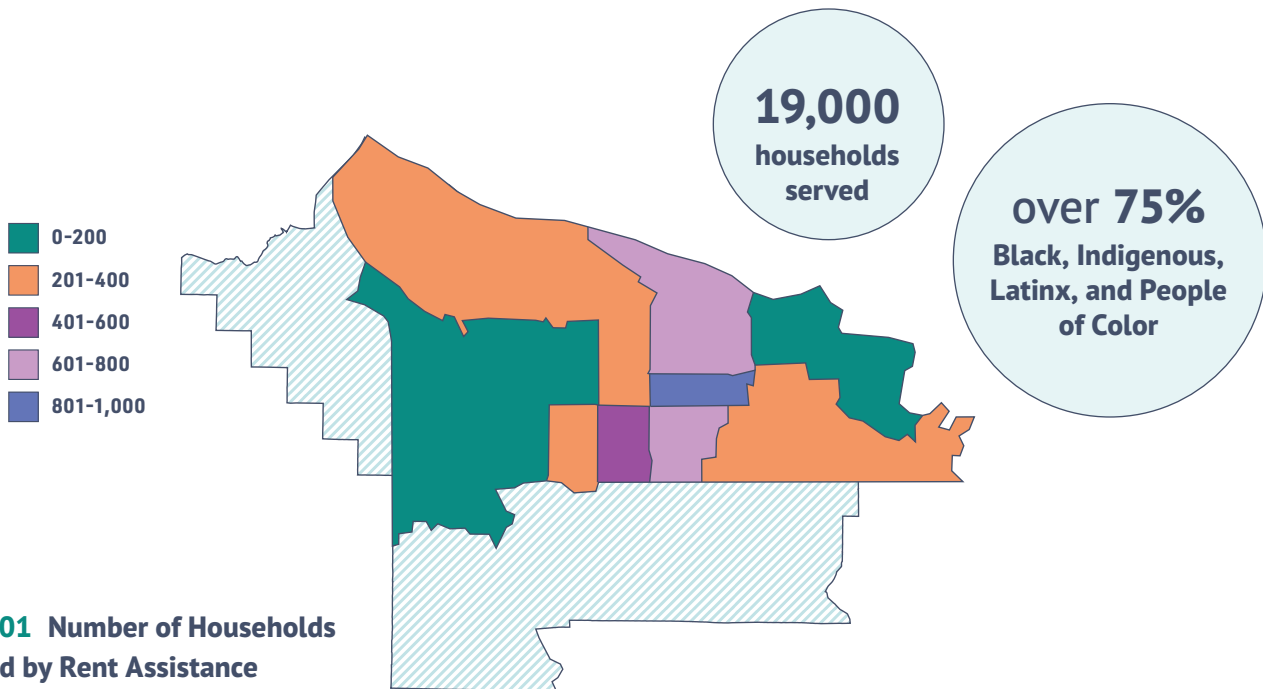 19,000
households
served
over 75%
Black, Indigenous,
Latinx, and People
of Color
0-200
201-400
401-600
601-800
801-1,000
01 Number of Households
by Rent Assistance